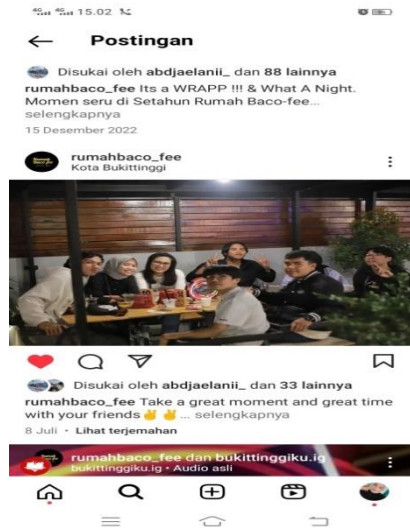 4G 4G 15.02
Postingan
Disukai oleh abdjaelanii_ dan 88 lainnya
rumahbaco_fee Its a WRAPP !!! & What A Night.
Momen seru di Setahun Rumah Baco-fee...
selengkapnya
15 Desember 2022
rumahbaco_fee
Kota Bukittinggi
Disukai oleh abdjaelanii_ dan 33 lainnya
rumahbaco_fee Take a great moment and great time
with your friends ... selengkapnya
8 Juli • Lihat terjemahan
rumahbaco_fee dan bukittinggiku.ig
bukittinggiku.ig • Audio asli